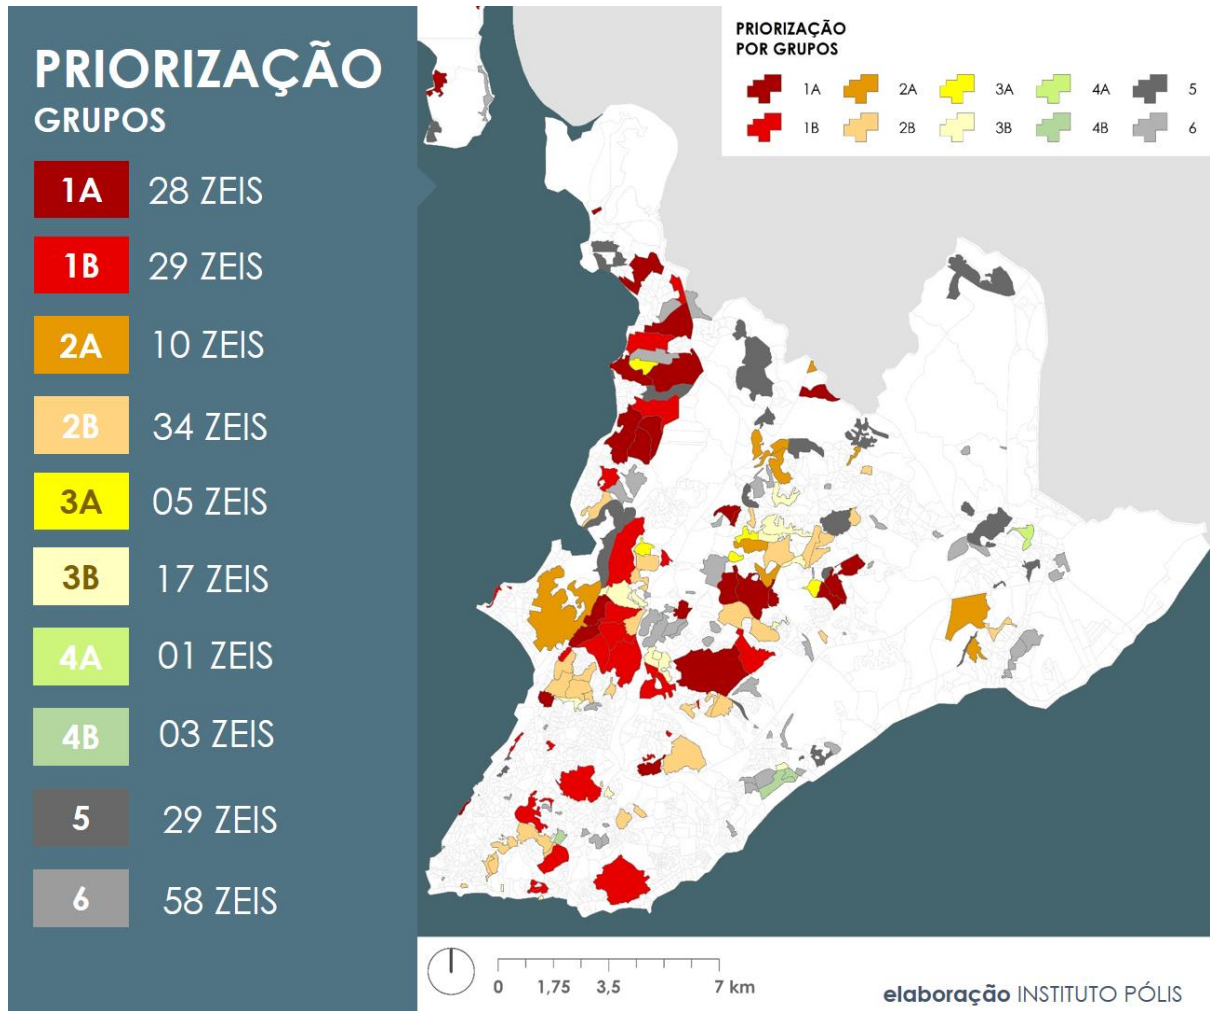 PRIORIZAÇÃO
GRUPOS
1A 28 ZEIS
1B 29 ZEIS
2A 10 ZEIS
2B 34 ZEIS
3A 05 ZEIS
3B 17 ZEIS
4A 01 ZEIS
4B 03 ZEIS
5 29 ZEIS
6 58 ZEIS
PRIORIZAÇÃO
POR GRUPOS
1A 2A 3A 4A 5
1B 2B 3B 4B 6
0 1,75 3,5 7 km
elaboração INSTITUTO PÓLIS